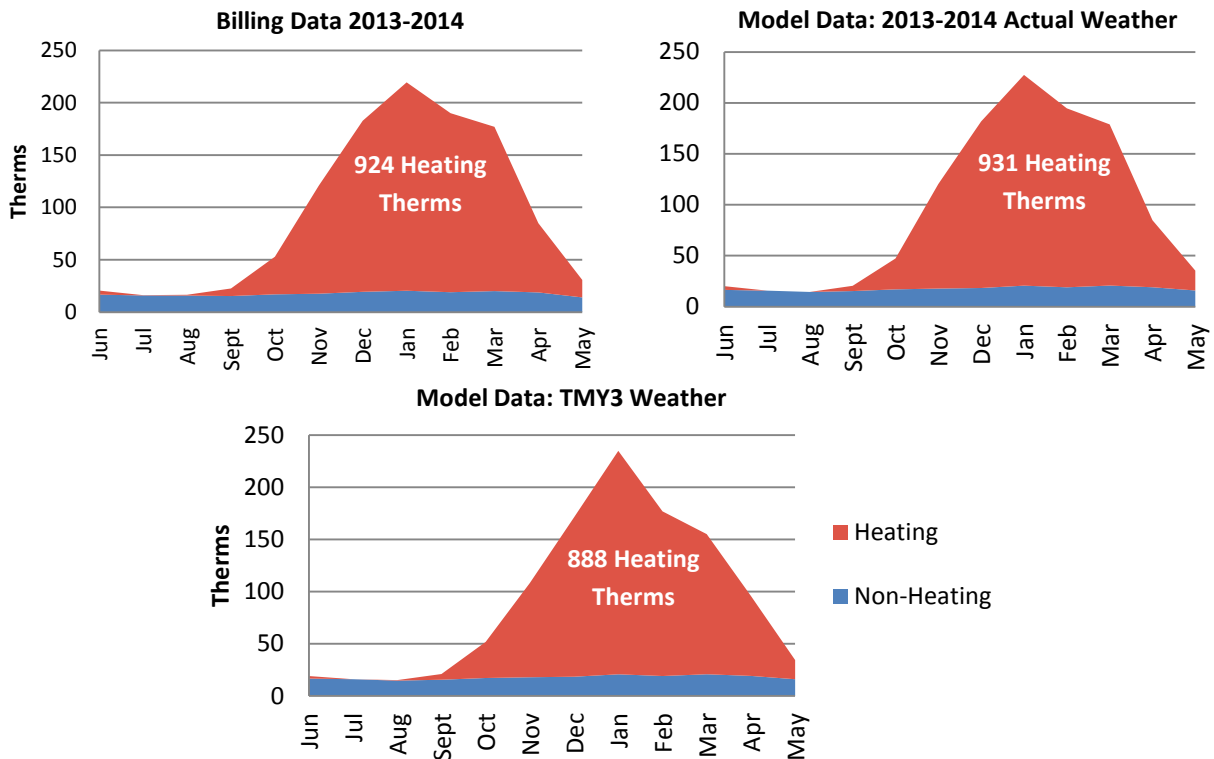 Billing Data 2013-2014
250
200
150
100
50
0
Therms
924 Heating
Therms
Jun
Jul
Aug
Sept
Oct
Nov
Dec
Jan
Feb
Mar
Apr
May
Model Data: 2013-2014 Actual Weather
250
200
150
100
50
0
931 Heating
Therms
Jun
Jul
Aug
Sept
Oct
Nov
Dec
Jan
Feb
Mar
Apr
May
Model Data: TMY3 Weather
250
200
150
100
50
0
Therms
888 Heating
Therms
Jun
Jul
Aug
Sept
Oct
Nov
Dec
Jan
Feb
Mar
Apr
May
Heating
Non-Heating